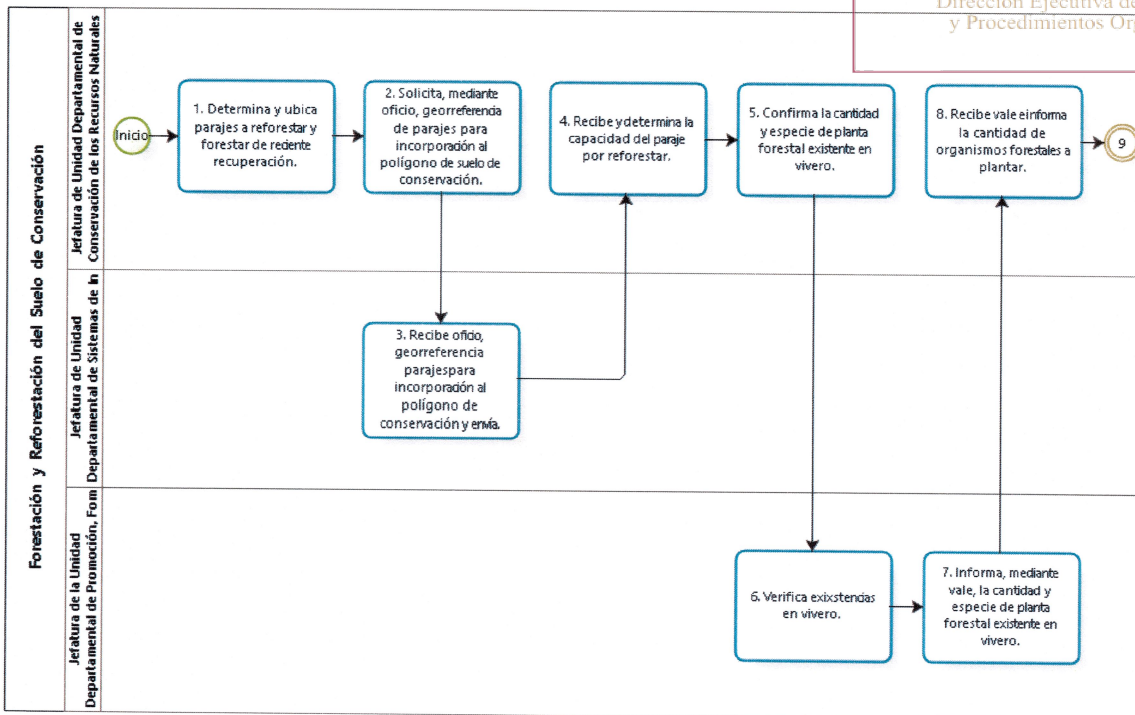 Dirección Ejecutiva de
y Procedimientos Org
Forestación y Reforestación del Suelo de Conservación
Jefatura de Unidad Departamental de
Conservación de los Recursos Naturales
Inicio
1. Determina y ubica
parajes a reforestar y
forestar de reciente
recuperación.
2. Solicita, mediante
oficio, georreferencia
de parajes para
incorporación al
polígono de suelo de
conservación.
4. Recibe y determina la
capacidad del paraje
por reforestar.
5. Confirma la cantidad
y especie de planta
forestal existente en
vivero.
8. Recibe vale einforma
la cantidad de
organismos forestales a
plantar.
9
Jefatura de Unidad
Departamental de Sistemas de In
3. Recibe oficio,
georreferencia
parajespara
incorporación al
polígono de
conservación y envía.
Jefatura de la Unidad
Departamental de Promoción, Fom
6. Verifica exixstencias
en vivero.
7. Informa, mediante
vale, la cantidad y
especie de planta
forestal existente en
vivero.